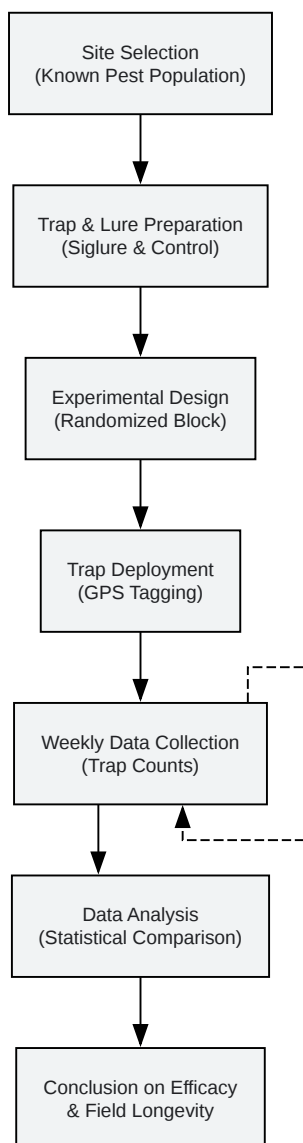 Site Selection
(Known Pest Population)
Trap & Lure Preparation
(Siglure & Control)
Experimental Design
(Randomized Block)
Trap Deployment
(GPS Tagging)
Weekly Data Collection
(Trap Counts)
Data Analysis
(Statistical Comparison)
Conclusion on Efficacy
& Field Longevity